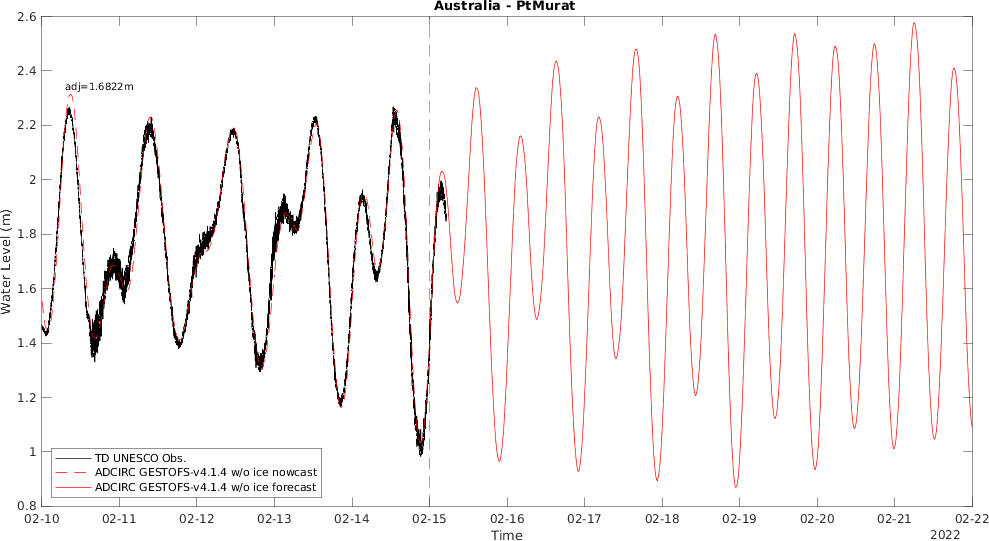 Australia - PtMurat
adj=1.6822m
Water Level (m)
2.6
2.4
2.2
2
1.8
1.6
1.4
1.2
1
0.8
TD UNESCO Obs.
ADCIRC GESTOFS-v4.1.4 w/o ice nowcast
ADCIRC GESTOFS-v4.1.4 w/o ice forecast
02-10 02-11 02-12 02-13 02-14 02-15 02-16 02-17 02-18 02-19 02-20 02-21 02-22
Time
2022